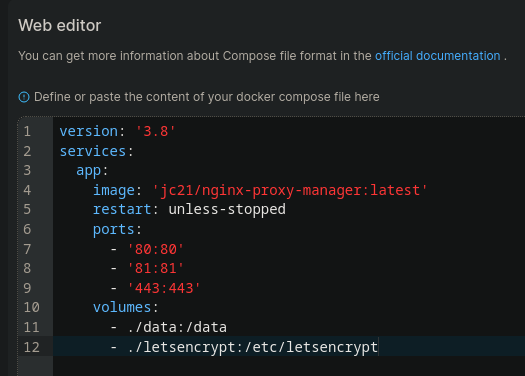 Web editor
You can get more information about Compose file format in the official documentation .
Define or paste the content of your docker compose file here
1 version: '3.8'
2 services:
3   app:
4     image: 'jc21/nginx-proxy-manager:latest'
5     restart: unless-stopped
6     ports:
7       - '80:80'
8       - '81:81'
9       - '443:443'
10     volumes:
11       - ./data:/data
12       - ./letsencrypt:/etc/letsencrypt